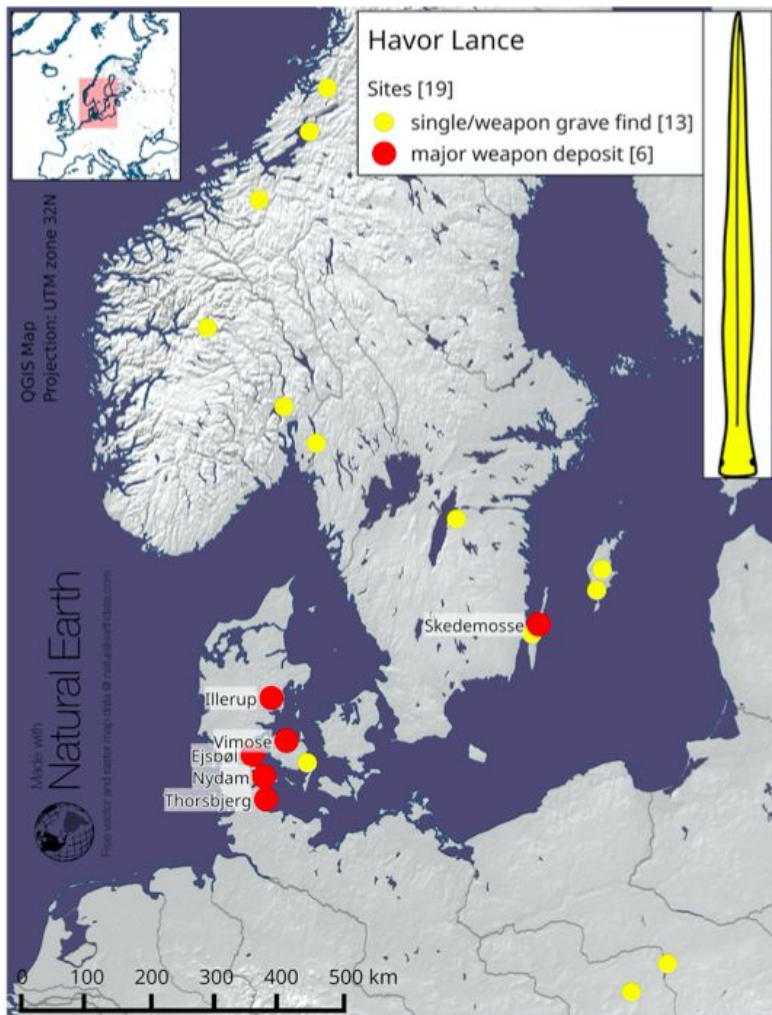 Havor Lance
Sites [19]
single/weapon grave find [13]
major weapon deposit [6]
QGIS Map
Projection: UTM zone 32N
Skedemosse
Illerup
Vimose
Ejsbøl
Nydam
Thorsbjerg
Made with
Natural Earth
Free vector and raster map data @ naturalearthdata.com
0 100 200 300 400 500 km